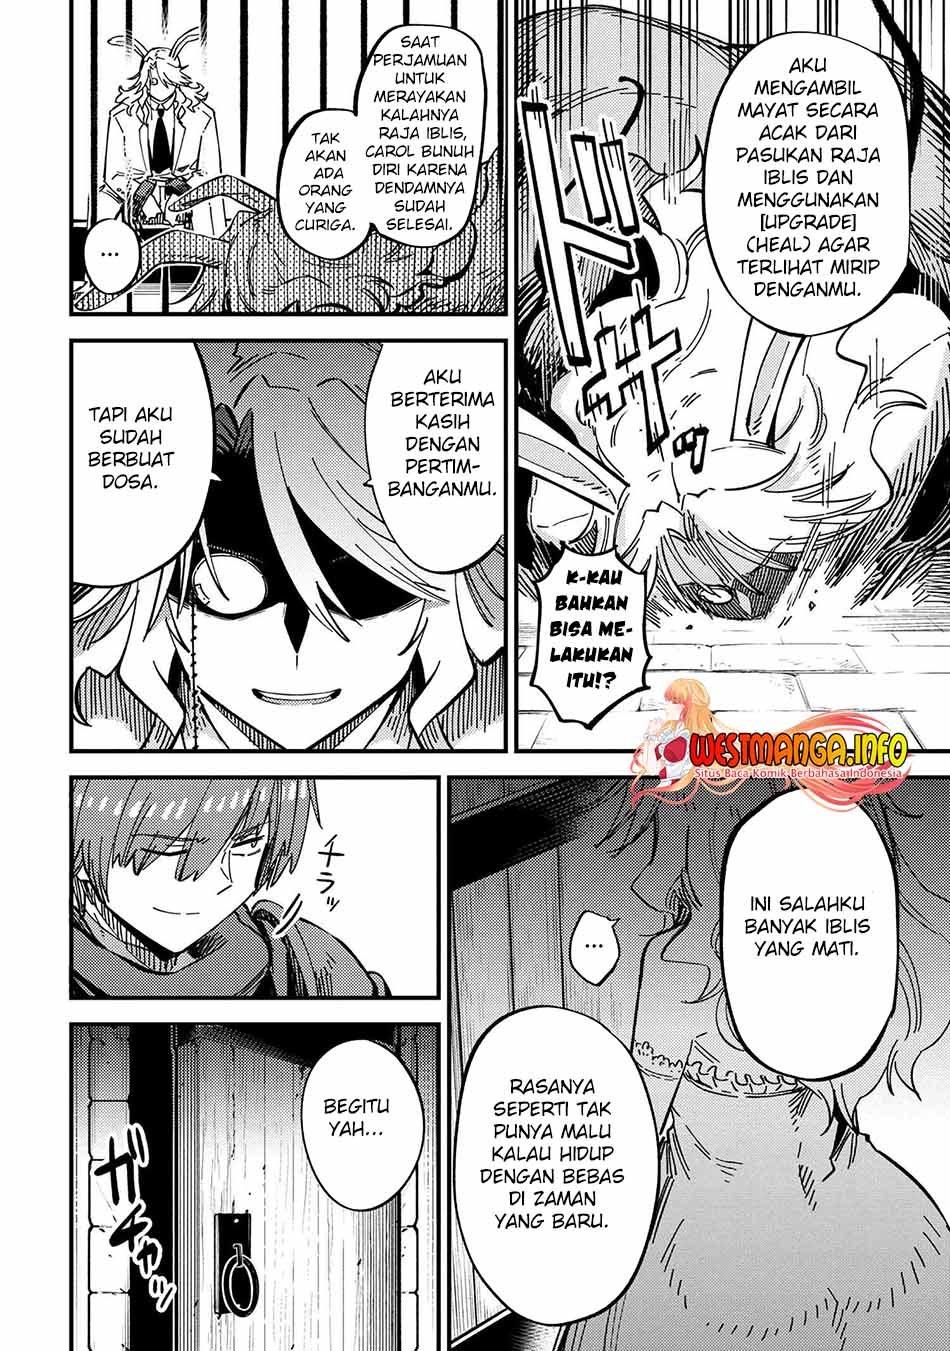 AKU
MENGAMBIL
MAYAT SECARA
ACAK DARI
PASUKAN RAJA
IBLIS DAN
MENGGUNAKAN
[UPGRADE]
(HEAL) AGAR
TERLIHAT MIRIP
DENGANMU.
K-KAU
BAHKAN
BISA ME-
LAKUKAN
ITU!?
SAAT
PERJAMUAN
UNTUK
MERAYAKAN
KALAHNYA
RAJA IBLIS,
CAROL BUNUH
DIRI KARENA
DENDAMNYA
SUDAH
SELESAI.
TAK
AKAN
ADA
ORANG
YANG
CURIGA.
...
AKU
BERTERIMA
KASIH
DENGAN
PERTIM-
BANGANMU.
TAPI AKU
SUDAH
BERBUAT
DOSA.
WESTMANGA.INFO
Situs Baca Komik Berbahasa Indonesia
INI SALAHKU
BANYAK IBLIS
YANG MATI.
...
RASANYA
SEPERTI TAK
PUNYA MALU
KALAU HIDUP
DENGAN BEBAS
DI ZAMAN
YANG BARU.
チラ
BEGITU
YAH...
ガチャッ